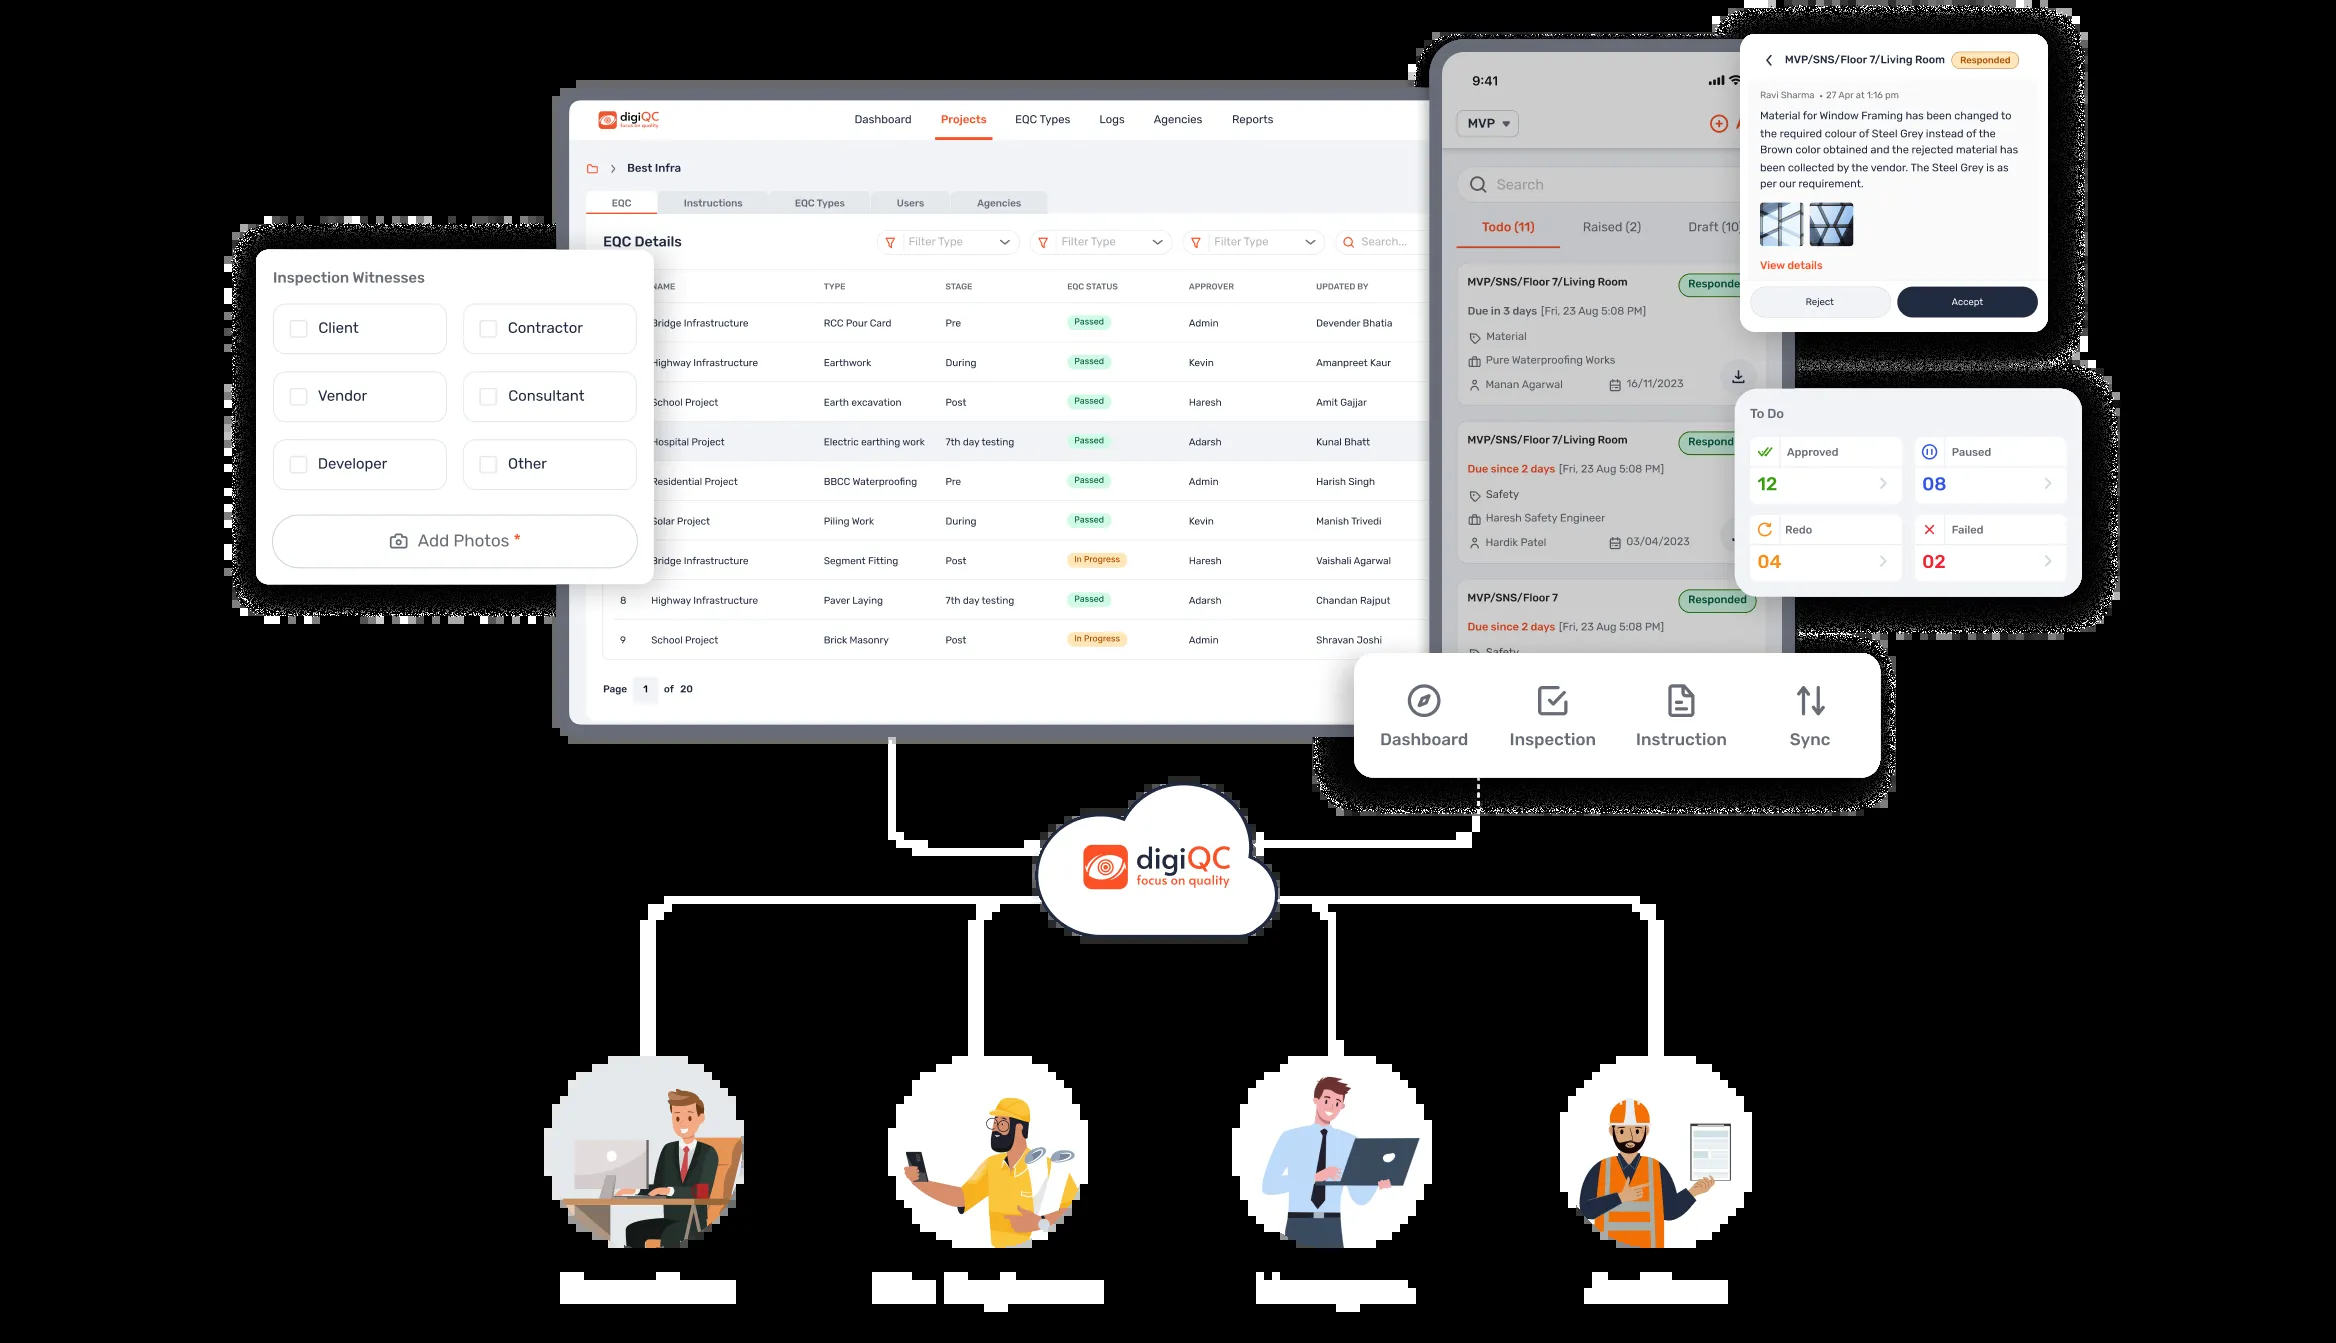 digiQC
focus on quality
Dashboard Projects EQC Types Logs Agencies Reports
Best Infra
EQC Instructions EQC Types Users Agencies
EQC Details
Filter Type Filter Type Filter Type Search...
NAME TYPE STAGE EQC STATUS APPROVER UPDATED BY
Bridge Infrastructure RCC Pour Card Pre Passed Admin Devender Bhatia
Highway Infrastructure Earthwork During Passed Kevin Amanpreet Kaur
School Project Earth excavation Post Passed Haresh Amit Gajjar
Hospital Project Electric earthing work 7th day testing Passed Adarsh Kunal Bhatt
Residential Project BBCC Waterproofing Pre Passed Admin Harish Singh
Solar Project Piling Work During Passed Kevin Manish Trivedi
Bridge Infrastructure Segment Fitting Post In Progress Haresh Vaishali Agarwal
8 Highway Infrastructure Paver Laying 7th day testing Passed Adarsh Chandan Rajput
9 School Project Brick Masonry Post In Progress Admin Shravan Joshi
Page 1 of 20
Inspection Witnesses
Client Contractor
Vendor Consultant
Developer Other
Add Photos *
9:41
MVP
Search
Todo (11) Raised (2) Draft (10)
MVP/SNS/Floor 7/Living Room Responde
Due in 3 days [Fri, 23 Aug 5:08 PM]
Material
Pure Waterproofing Works
Manan Agarwal 16/11/2023
MVP/SNS/Floor 7/Living Room Respond
Due since 2 days [Fri, 23 Aug 5:08 PM]
Safety
Haresh Safety Engineer
Hardik Patel 03/04/2023
MVP/SNS/Floor 7 Responded
Due since 2 days [Fri, 23 Aug 5:08 PM]
Safety
MVP/SNS/Floor 7/Living Room Responded
Ravi Sharma • 27 Apr at 1:16 pm
Material for Window Framing has been changed to
the required colour of Steel Grey instead of the
Brown color obtained and the rejected material has
been collected by the vendor. The Steel Grey is as
per our requirement.
View details
Reject Accept
To Do
Approved Paused
12 08
Redo Failed
04 02
Dashboard Inspection Instruction Sync
digiQC
focus on quality